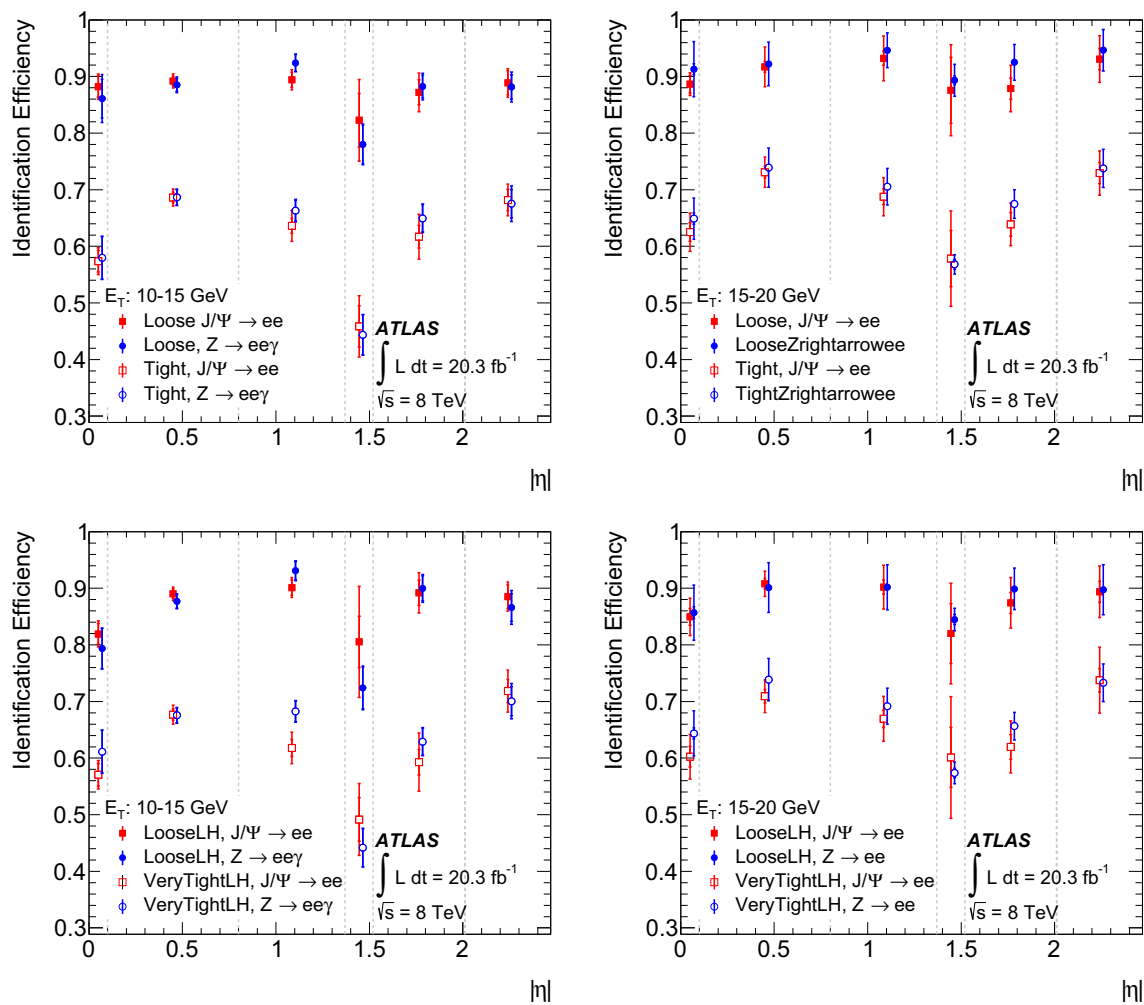 Identification Efficiency
1
0.9
0.8
0.7
0.6
0.5
0.4
0.3
E_T: 10-15 GeV
Loose J/Ψ → ee
Loose, Z → eeγ
Tight, J/Ψ → ee
Tight, Z → eeγ
ATLAS
∫ L dt = 20.3 fb⁻¹
√s = 8 TeV
0 0.5 1 1.5 2
|η|
Identification Efficiency
1
0.9
0.8
0.7
0.6
0.5
0.4
0.3
E_T: 15-20 GeV
Loose, J/Ψ → ee
LooseZrightarrowee
Tight, J/Ψ → ee
TightZrightarrowee
ATLAS
∫ L dt = 20.3 fb⁻¹
√s = 8 TeV
0 0.5 1 1.5 2
|η|
Identification Efficiency
1
0.9
0.8
0.7
0.6
0.5
0.4
0.3
E_T: 10-15 GeV
LooseLH, J/Ψ → ee
LooseLH, Z → eeγ
VeryTightLH, J/Ψ → ee
VeryTightLH, Z → eeγ
ATLAS
∫ L dt = 20.3 fb⁻¹
√s = 8 TeV
0 0.5 1 1.5 2
|η|
Identification Efficiency
1
0.9
0.8
0.7
0.6
0.5
0.4
0.3
E_T: 15-20 GeV
LooseLH, J/Ψ → ee
LooseLH, Z → ee
VeryTightLH, J/Ψ → ee
VeryTightLH, Z → ee
ATLAS
∫ L dt = 20.3 fb⁻¹
√s = 8 TeV
0 0.5 1 1.5 2
|η|